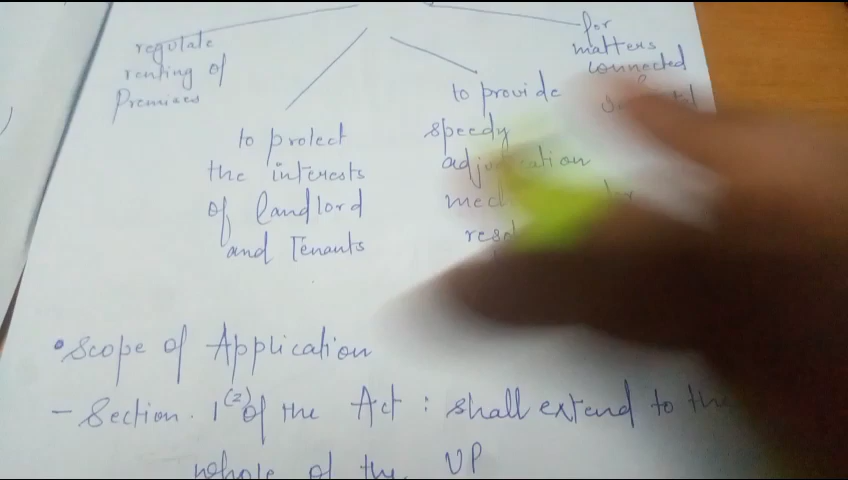 regulate
renting of
Premises
to protect
the interests
of landlord
and Tenants
to provide
speedy
for
matters
connected
• Scope of Application
- Section. 1(2) of the Act : shall extend to the
whole of the UP